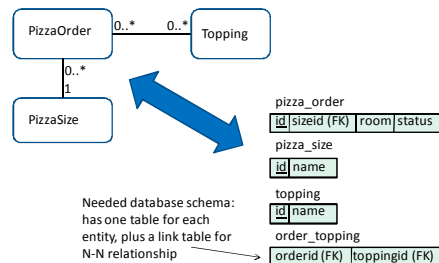 PizzaOrder
0..*
0..*
Topping
0..*
1
PizzaSize
pizza_order
id sizeid (FK) room status
pizza_size
id name
topping
id name
order_topping
orderid (FK) toppingid (FK)
Needed database schema:
has one table for each
entity, plus a link table for
N-N relationship